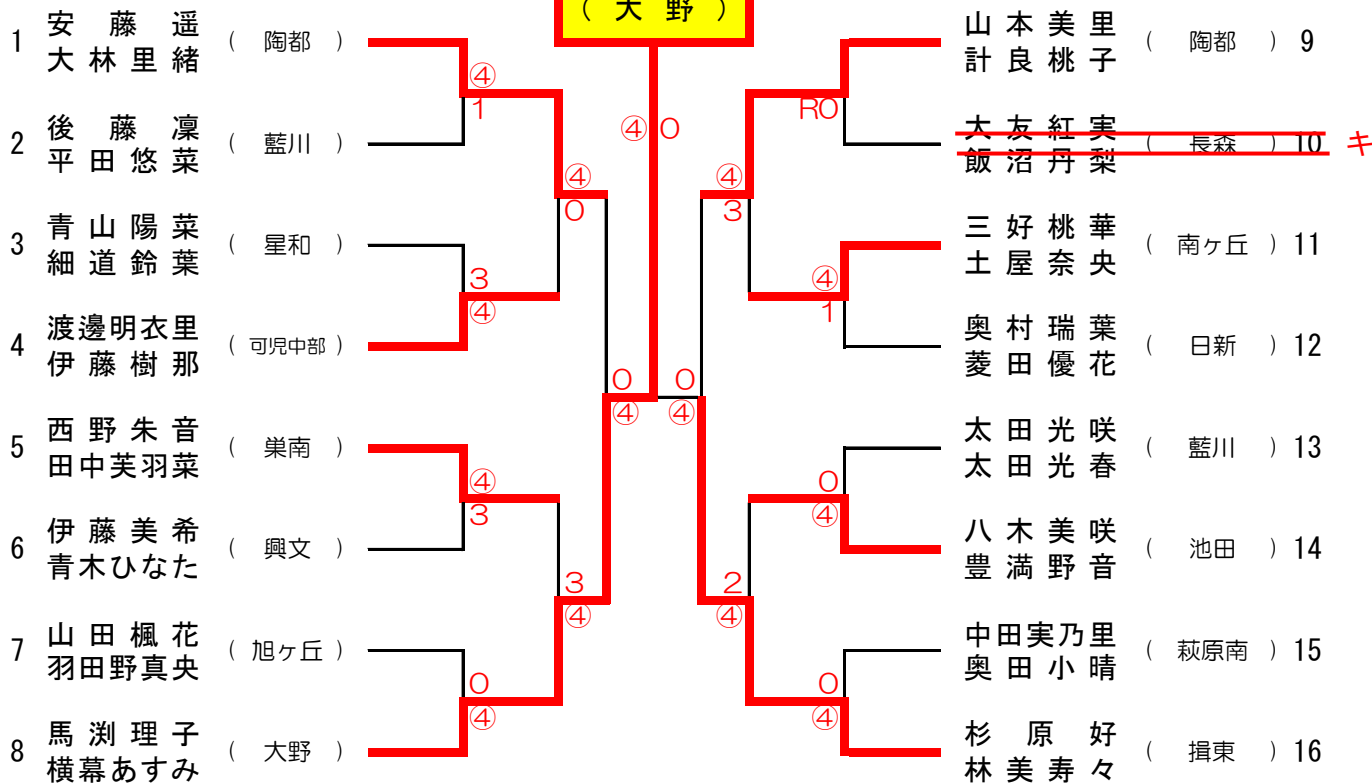 ( 大 野 )
1 安藤遥 ( 陶都 )
大林里緒
④
1
2 後藤凜 ( 藍川 )
平田悠菜
④
0
3 青山陽菜 ( 星和 )
細道鈴葉
3
④
4 渡邊明衣里 ( 可児中部 )
伊藤樹那
0
④
5 西野朱音 ( 巣南 )
田中芙羽菜
④
3
6 伊藤美希 ( 興文 )
青木ひなた
3
④
7 山田楓花 ( 旭ヶ丘 )
羽田野真央
0
④
8 馬渕理子 ( 大野 )
横幕あすみ
④ 0
山本美里 ( 陶都 ) 9
計良桃子
R0
大友紅実 ( 長森 ) 10 キ
飯沼丹梨
④
3
三好桃華 ( 南ヶ丘 ) 11
土屋奈央
④
1
奥村瑞葉 ( 日新 ) 12
菱田優花
0
④
太田光咲 ( 藍川 ) 13
太田光春
0
④
八木美咲 ( 池田 ) 14
豊満野音
2
④
中田実乃里 ( 萩原南 ) 15
奥田小晴
0
④
杉原好 ( 揖東 ) 16
林美寿々